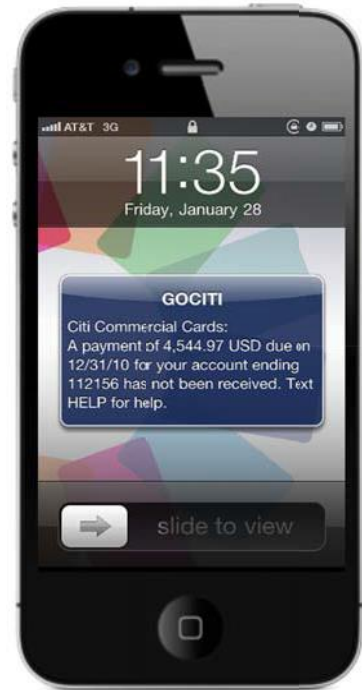 AT&T 3G
11:35
Friday, January 28
GOCITI
Citi Commercial Cards:
A payment of 4,544.97 USD due on
12/31/10 for your account ending
112156 has not been received. Text
HELP for help.
slide to view